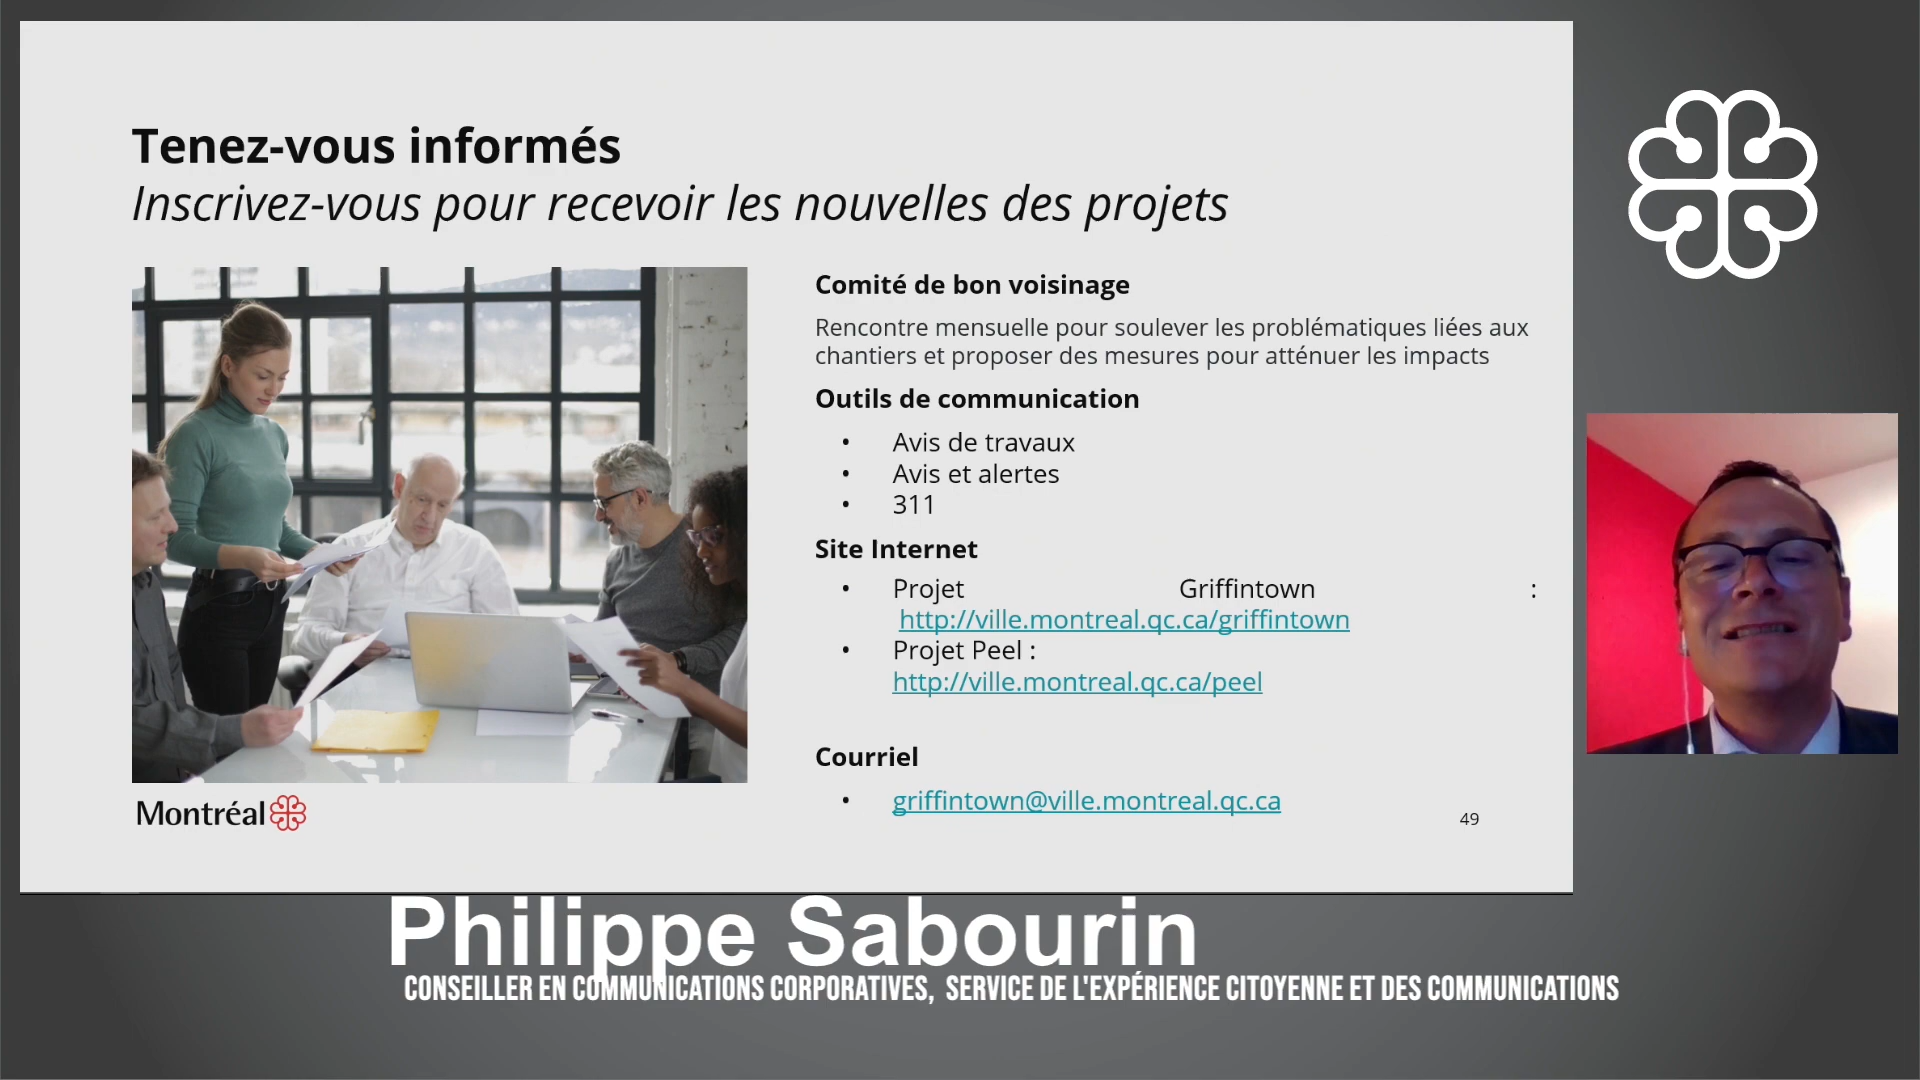 Tenez-vous informés
Inscrivez-vous pour recevoir les nouvelles des projets
Comité de bon voisinage
Rencontre mensuelle pour soulever les problématiques liées aux
chantiers et proposer des mesures pour atténuer les impacts
Outils de communication
• Avis de travaux
• Avis et alertes
• 311
Site Internet
• Projet Griffintown :
http://ville.montreal.qc.ca/griffintown
• Projet Peel :
http://ville.montreal.qc.ca/peel
Courriel
• griffintown@ville.montreal.qc.ca
Montréal
49
Philippe Sabourin
CONSEILLER EN COMMUNICATIONS CORPORATIVES, SERVICE DE L'EXPÉRIENCE CITOYENNE ET DES COMMUNICATIONS